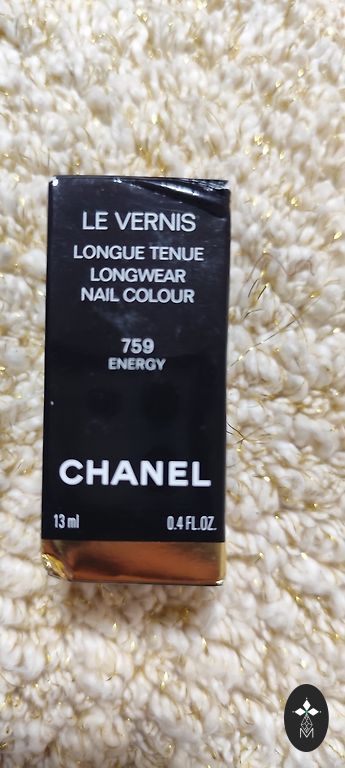 LE VERNIS
LONGUE TENUE
LONGWEAR
NAIL COLOUR
759
ENERGY
CHANEL
13 ml 0.4 FL.OZ.
M